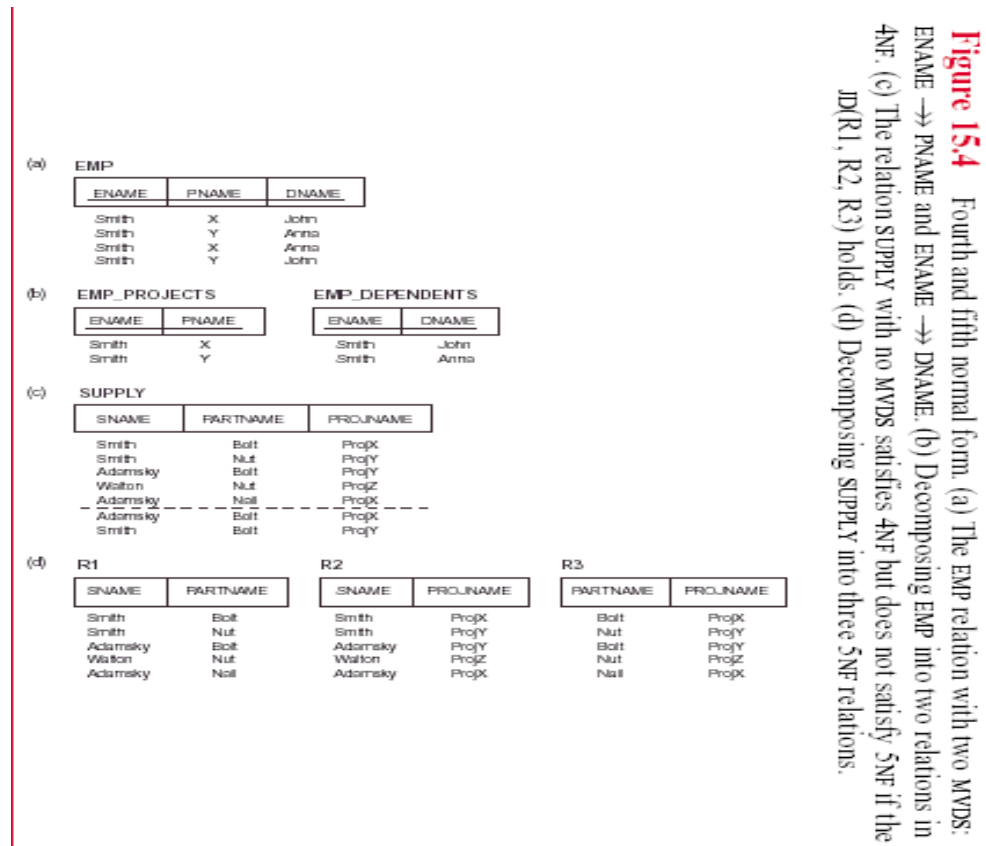 Figure 15.4 Fourth and fifth normal form. (a) The EMP relation with two MVDS:
ENAME →→ PNAME and ENAME →→ DNAME. (b) Decomposing EMP into two relations in
4NF. (c) The relation SUPPLY with no MVDS satisfies 4NF but does not satisfy 5NF if the
JD(R1, R2, R3) holds. (d) Decomposing SUPPLY into three 5NF relations.
(a) EMP
ENAME PNAME DNAME
Smith X John
Smith Y Anna
Smith X Anna
Smith Y John
(b) EMP_PROJECTS EMP_DEPENDENTS
ENAME PNAME ENAME DNAME
Smith X Smith John
Smith Y Smith Anna
(c) SUPPLY
SNAME PARTNAME PROJNAME
Smith Bolt ProjX
Smith Nut ProjY
Adamsky Bolt ProjY
Walton Nut ProjZ
Adamsky Nail ProjX
Adamsky Bolt ProjX
Smith Bolt ProjY
(d) R1 R2 R3
SNAME PARTNAME SNAME PROJNAME PARTNAME PROJNAME
Smith Bolt Smith ProjX Bolt ProjX
Smith Nut Smith ProjY Nut ProjY
Adamsky Bolt Adamsky ProjY Bolt ProjY
Walton Nut Walton ProjZ Nut ProjZ
Adamsky Nail Adamsky ProjX Nail ProjX